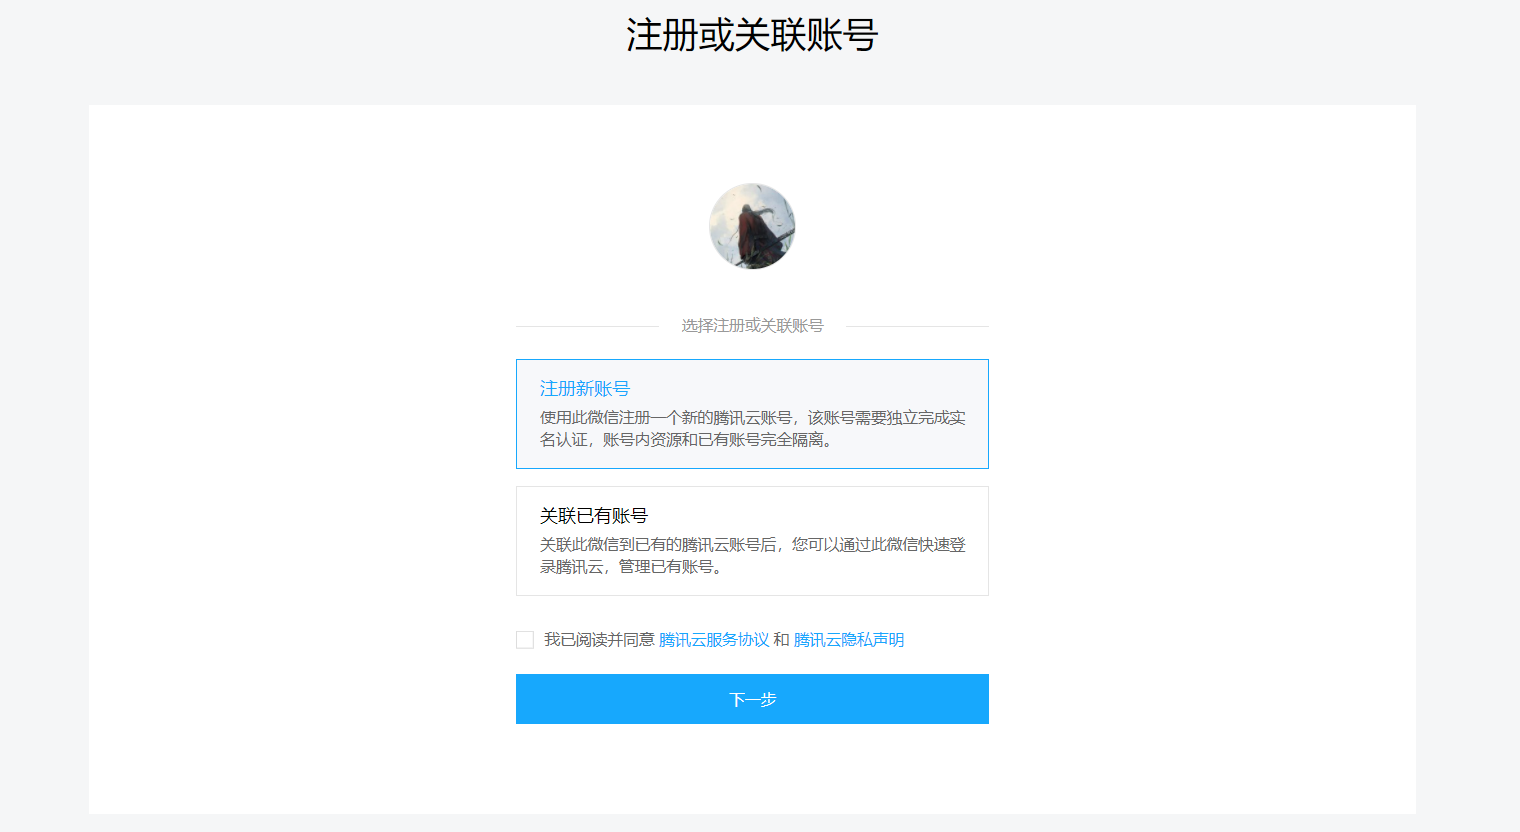 注册或关联账号
选择注册或关联账号
注册新账号
使用此微信注册一个新的腾讯云账号，该账号需要独立完成实
名认证，账号内资源和已有账号完全隔离。
关联已有账号
关联此微信到已有的腾讯云账号后，您可以通过此微信快速登
录腾讯云，管理已有账号。
我已阅读并同意 腾讯云服务协议 和 腾讯云隐私声明
下一步